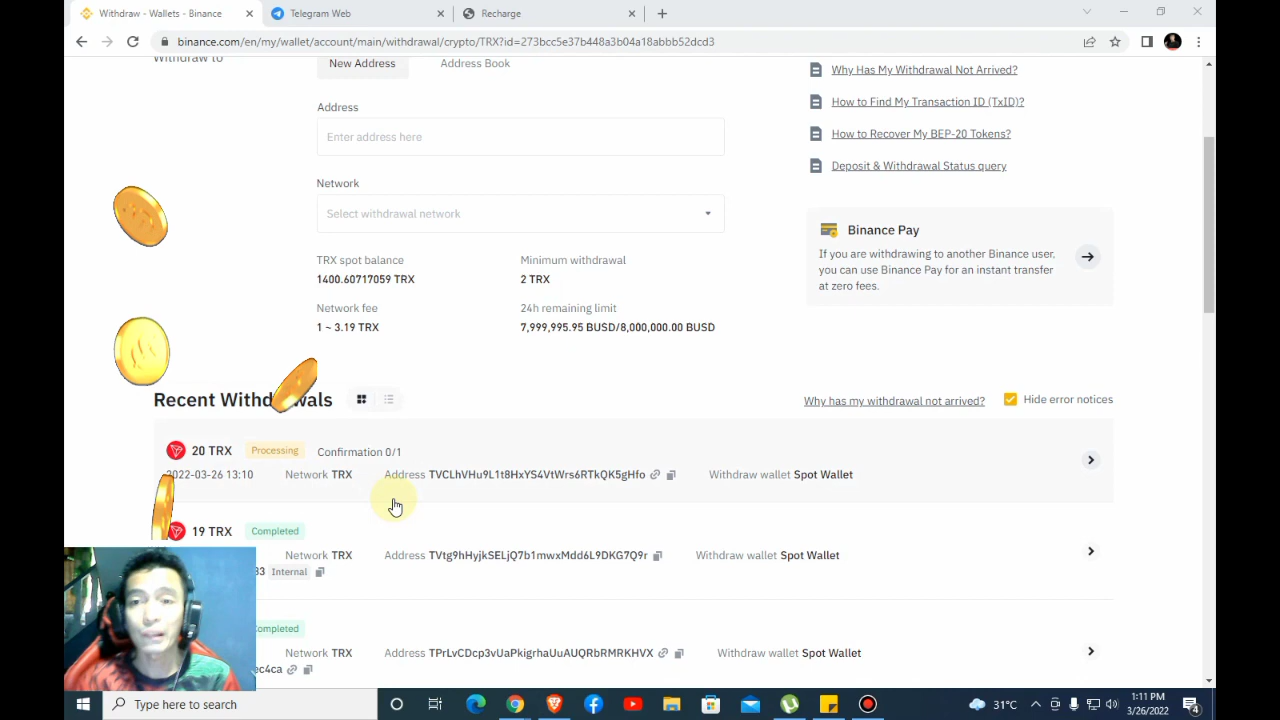 Withdraw - Wallets - Binance
Telegram Web
Recharge
binance.com/en/my/wallet/account/main/withdrawal/crypto/TRX?id=273bcc5e37b448a3b04a18abbb52dcd3
Withdraw to
New Address
Address Book
Why Has My Withdrawal Not Arrived?
Address
How to Find My Transaction ID (TxID)?
Enter address here
How to Recover My BEP-20 Tokens?
Deposit & Withdrawal Status query
Network
Select withdrawal network
Binance Pay
If you are withdrawing to another Binance user,
you can use Binance Pay for an instant transfer
at zero fees.
TRX spot balance
Minimum withdrawal
1400.60717059 TRX
2 TRX
Network fee
24h remaining limit
1 ~ 3.19 TRX
7,999,995.95 BUSD/8,000,000.00 BUSD
Recent Withdrawals
Why has my withdrawal not arrived?
Hide error notices
20 TRX Processing Confirmation 0/1
2022-03-26 13:10 Network TRX Address TVCLhVHu9L1t8HxYS4VtWrs6RTkQK5gHfo Withdraw wallet Spot Wallet
19 TRX Completed
Network TRX Address TVtg9hHyjkSELjQ7b1mwxMdd6L9DKG7Q9r Withdraw wallet Spot Wallet
33 Internal
Completed
Network TRX Address TPrLvCDcp3vUaPkigrhaUuAUQRbRMRKHVX Withdraw wallet Spot Wallet
ec4ca
Type here to search
31°C
1:11 PM
3/26/2022
4